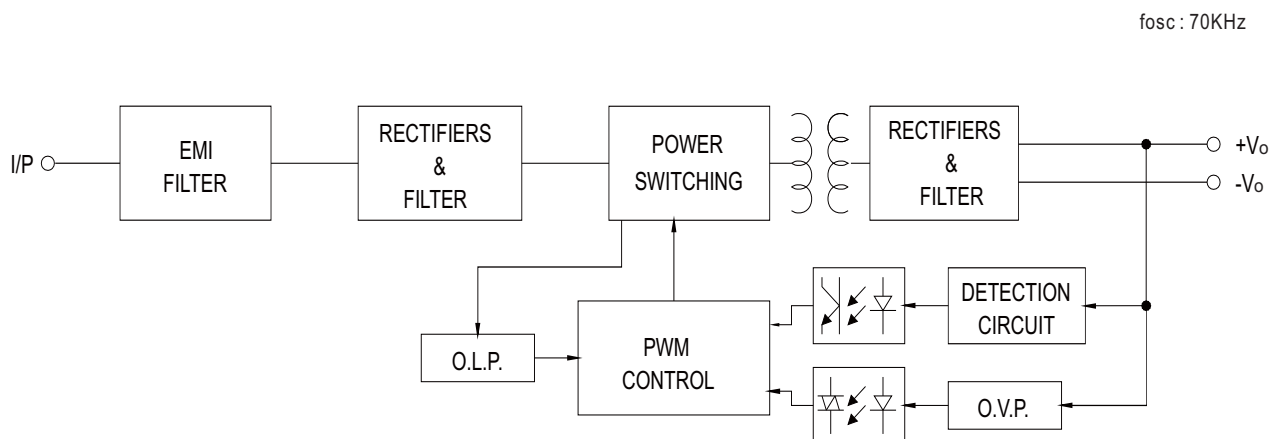 fosc : 70KHz
I/P
EMI
FILTER
RECTIFIERS
&
FILTER
POWER
SWITCHING
RECTIFIERS
&
FILTER
+Vo
-Vo
DETECTION
CIRCUIT
O.L.P.
PWM
CONTROL
O.V.P.